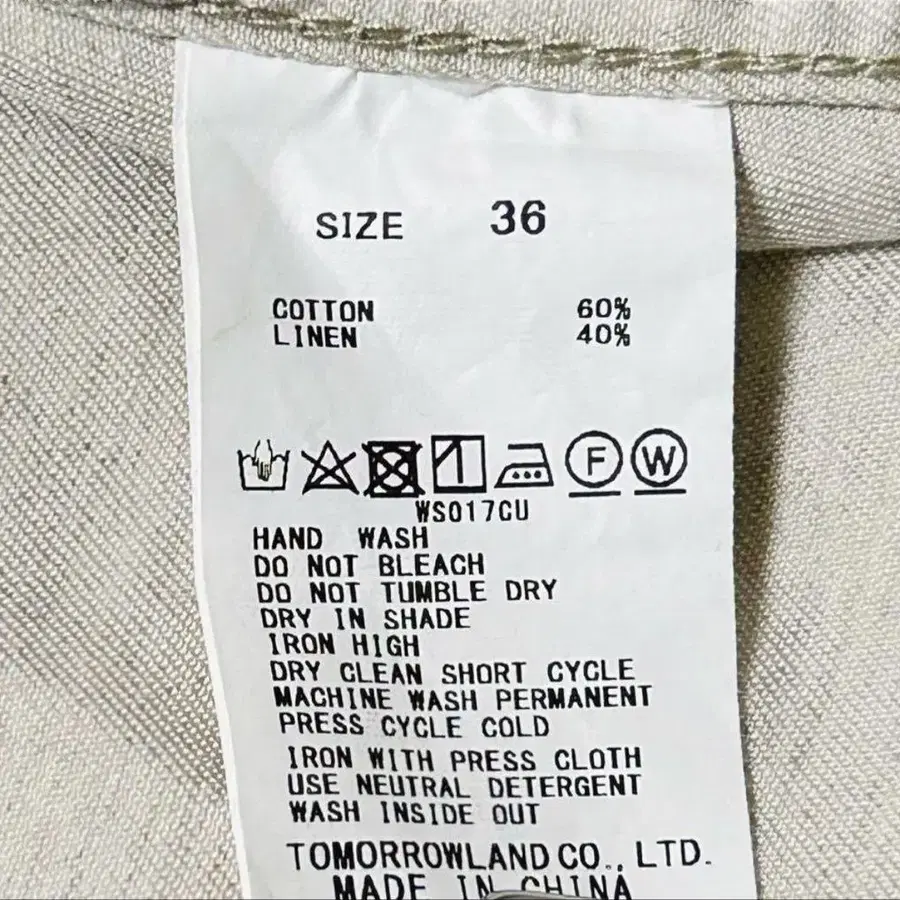 SIZE 36
COTTON 60%
LINEN 40%
F W
WS017CU
HAND WASH
DO NOT BLEACH
DO NOT TUMBLE DRY
DRY IN SHADE
IRON HIGH
DRY CLEAN SHORT CYCLE
MACHINE WASH PERMANENT
PRESS CYCLE COLD
IRON WITH PRESS CLOTH
USE NEUTRAL DETERGENT
WASH INSIDE OUT
TOMORROWLAND CO., LTD.
MADE IN CHINA